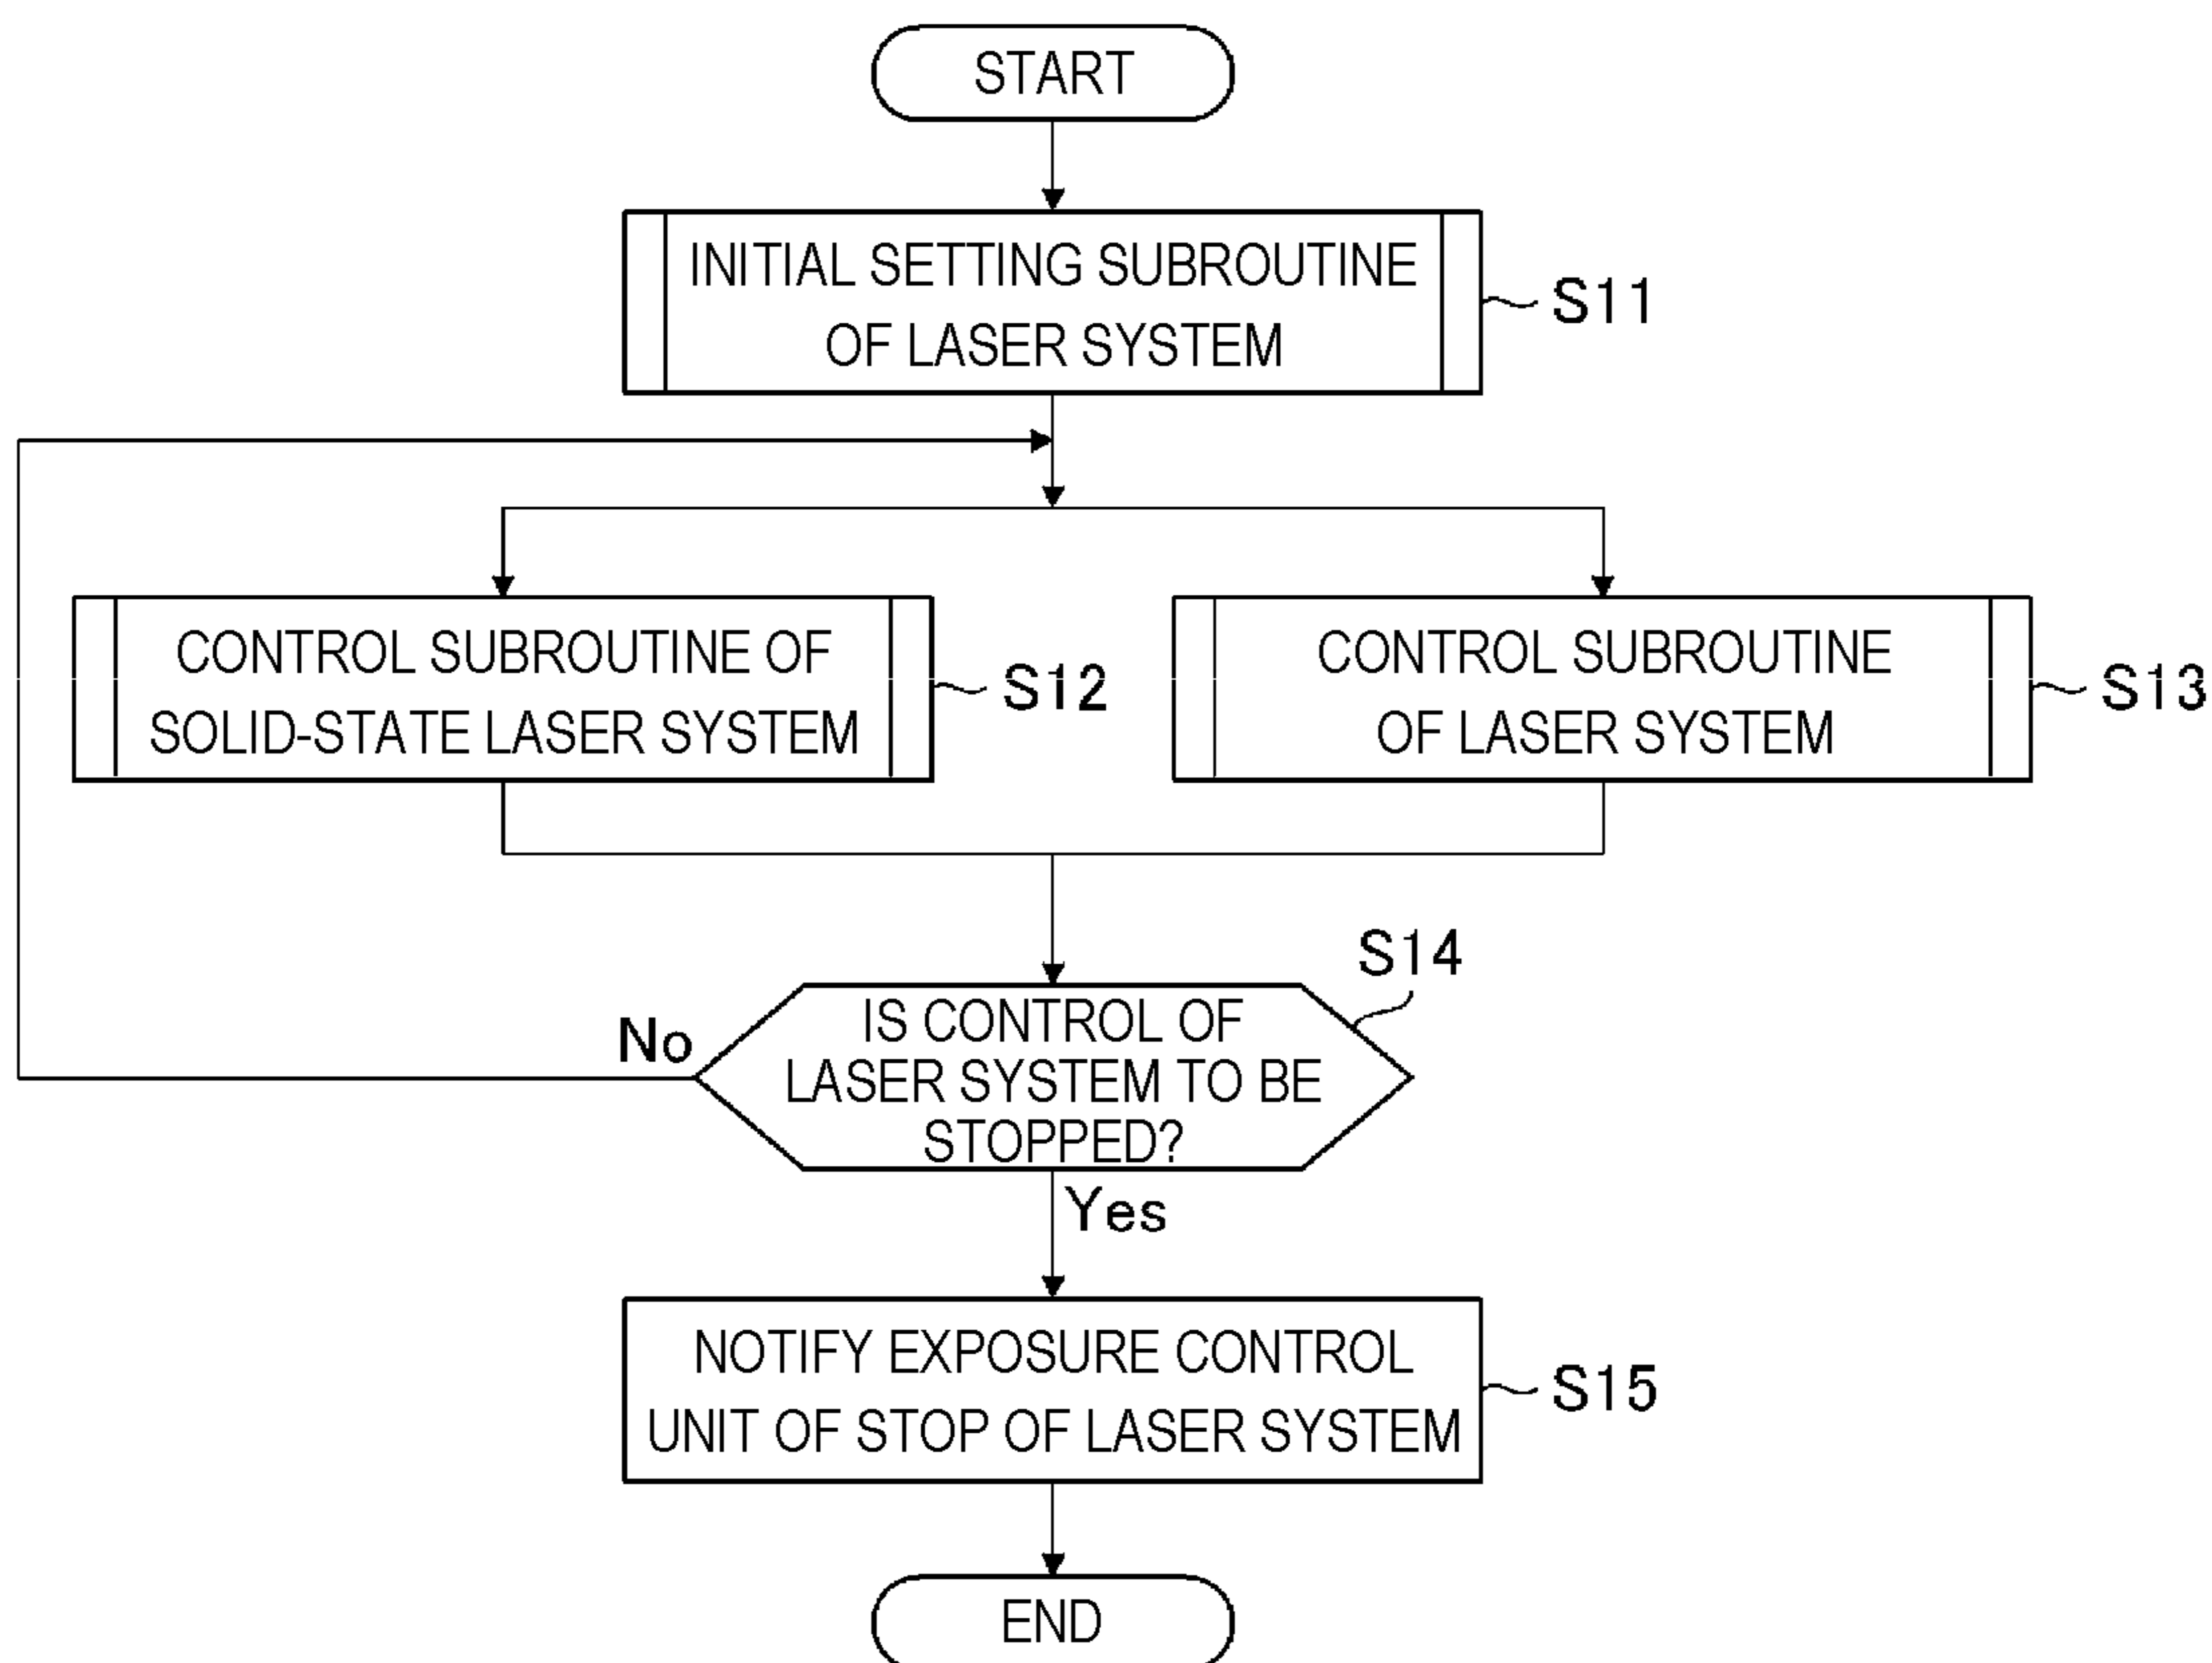 START
INITIAL SETTING SUBROUTINE
OF LASER SYSTEM
S11
CONTROL SUBROUTINE OF
SOLID-STATE LASER SYSTEM
S12
CONTROL SUBROUTINE
OF LASER SYSTEM
S13
S14
IS CONTROL OF
LASER SYSTEM TO BE
STOPPED?
No
Yes
NOTIFY EXPOSURE CONTROL
UNIT OF STOP OF LASER SYSTEM
S15
END